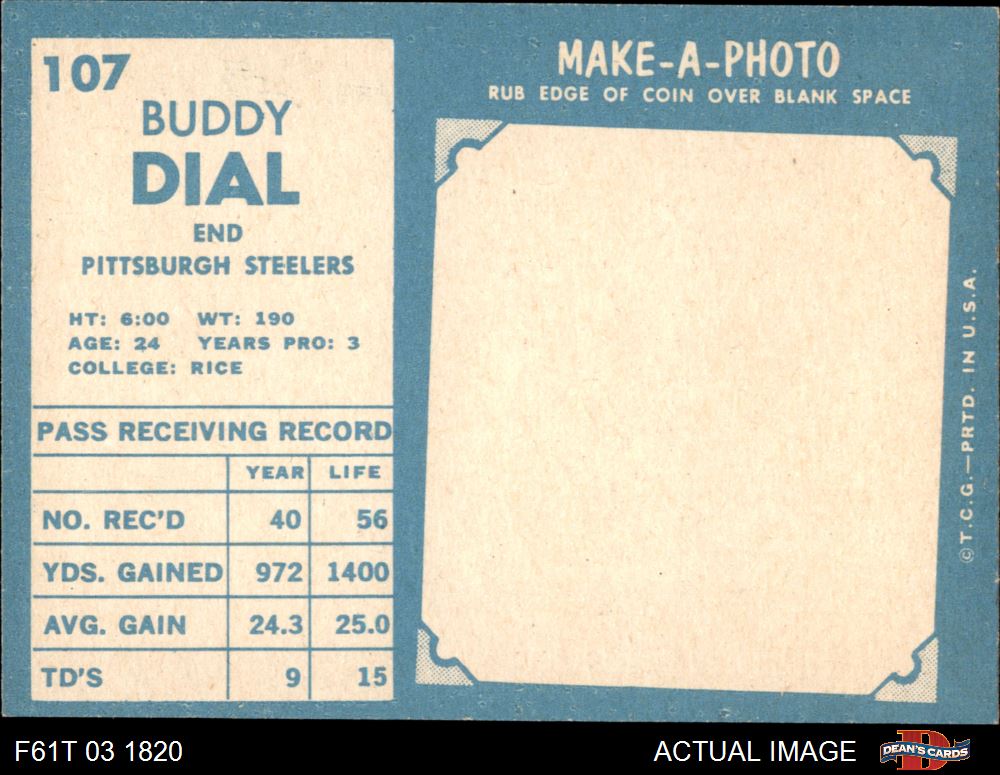 107
BUDDY
DIAL
END
PITTSBURGH STEELERS
HT: 6:00 WT: 190
AGE: 24 YEARS PRO: 3
COLLEGE: RICE
PASS RECEIVING RECORD
YEAR LIFE
NO. REC'D 40 56
YDS. GAINED 972 1400
AVG. GAIN 24.3 25.0
TD'S 9 15
MAKE-A-PHOTO
RUB EDGE OF COIN OVER BLANK SPACE
©T.C.G.—PRTD. IN U.S.A.
F61T 03 1820
ACTUAL IMAGE
DEAN'S CARDS